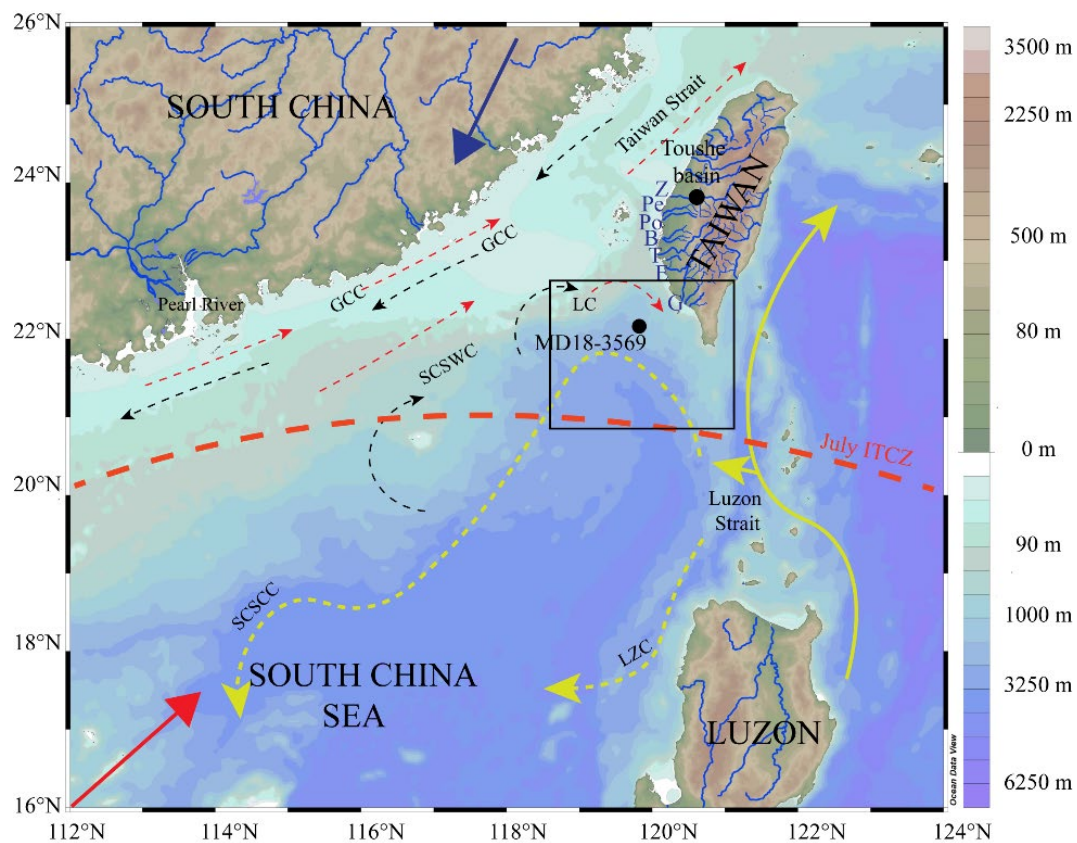 26°N
24°N
22°N
20°N
18°N
16°N
112°N
114°N
116°N
118°N
120°N
122°N
124°N
SOUTH CHINA
Taiwan Strait
Toushe
basin
TAIWAN
Z
Pe
Po
B
T
E
G
GCC
GCC
Pearl River
LC
MD18-3569
SCSWC
July ITCZ
Luzon
Strait
SCSCC
LZC
SOUTH CHINA
SEA
LUZON
3500 m
2250 m
500 m
80 m
0 m
90 m
1000 m
3250 m
6250 m
Ocean Data View